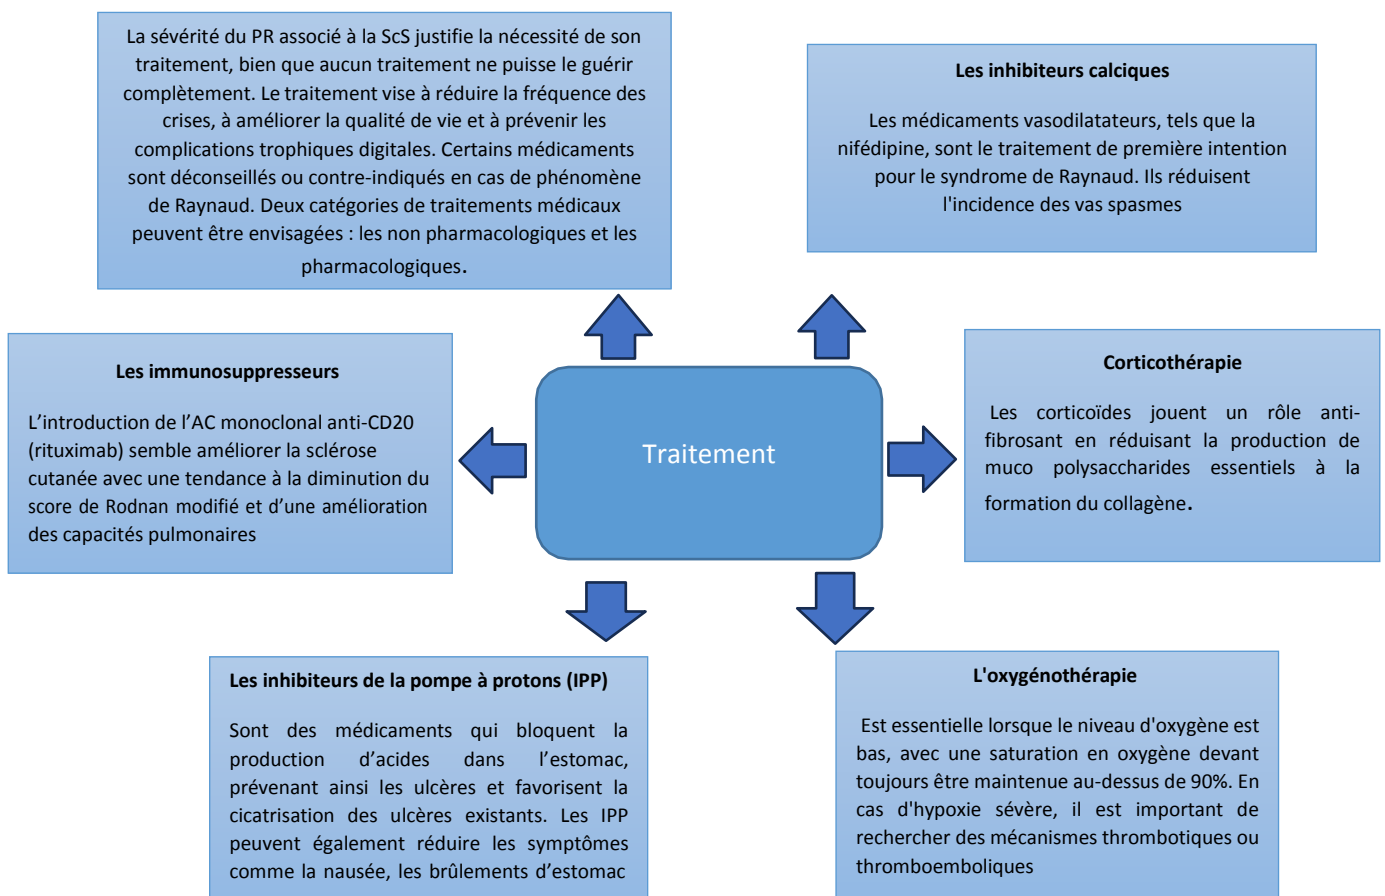 La sévérité du PR associé à la ScS justifie la nécessité de son
traitement, bien que aucun traitement ne puisse le guérir
complètement. Le traitement vise à réduire la fréquence des
crises, à améliorer la qualité de vie et à prévenir les
complications trophiques digitales. Certains médicaments
sont déconseillés ou contre-indiqués en cas de phénomène
de Raynaud. Deux catégories de traitements médicaux
peuvent être envisagées : les non pharmacologiques et les
pharmacologiques.
Les inhibiteurs calciques
Les médicaments vasodilatateurs, tels que la
nifédipine, sont le traitement de première intention
pour le syndrome de Raynaud. Ils réduisent
l'incidence des vas spasmes
Les immunosuppresseurs
L’introduction de l’AC monoclonal anti-CD20
(rituximab) semble améliorer la sclérose
cutanée avec une tendance à la diminution du
score de Rodnan modifié et d’une amélioration
des capacités pulmonaires
Traitement
Corticothérapie
Les corticoïdes jouent un rôle anti-
fibrosant en réduisant la production de
muco polysaccharides essentiels à la
formation du collagène.
Les inhibiteurs de la pompe à protons (IPP)
Sont des médicaments qui bloquent la
production d’acides dans l’estomac,
prévenant ainsi les ulcères et favorisent la
cicatrisation des ulcères existants. Les IPP
peuvent également réduire les symptômes
comme la nausée, les brûlements d’estomac
L'oxygénothérapie
Est essentielle lorsque le niveau d'oxygène est
bas, avec une saturation en oxygène devant
toujours être maintenue au-dessus de 90%. En
cas d'hypoxie sévère, il est important de
rechercher des mécanismes thrombotiques ou
thromboemboliques